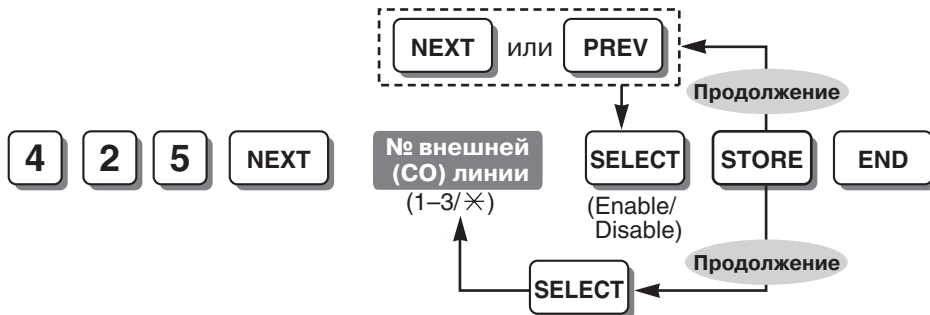 NEXT или PREV
Продолжение
4 2 5 NEXT № внешней (СО) линии SELECT STORE END
(1–3/✳)
(Enable/
Disable)
Продолжение
SELECT